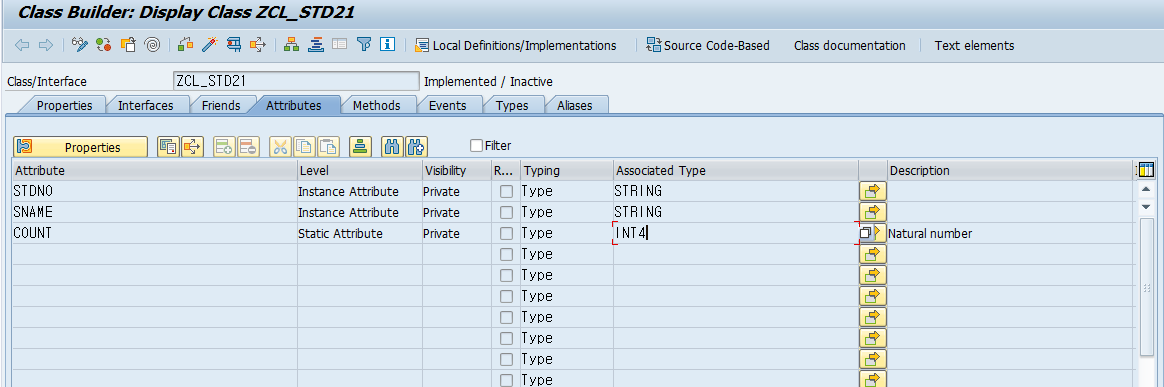 Class Builder: Display Class ZCL_STD21
Local Definitions/Implementations Source Code-Based Class documentation Text elements
Class/Interface ZCL_STD21 Implemented / Inactive
Properties Interfaces Friends Attributes Methods Events Types Aliases
Properties Filter
Attribute Level Visibility R... Typing Associated Type Description
STDNO Instance Attribute Private Type STRING
SNAME Instance Attribute Private Type STRING
COUNT Static Attribute Private Type INT4 Natural number
Type
Type
Type
Type
Type
Type
Type